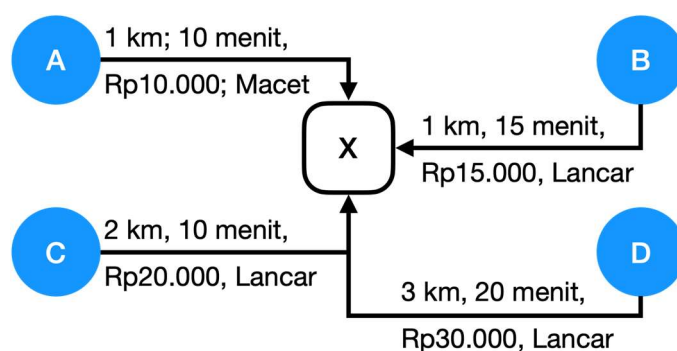 A
1 km; 10 menit,
Rp10.000; Macet
B
X
1 km, 15 menit,
Rp15.000, Lancar
C
2 km, 10 menit,
Rp20.000, Lancar
D
3 km, 20 menit,
Rp30.000, Lancar